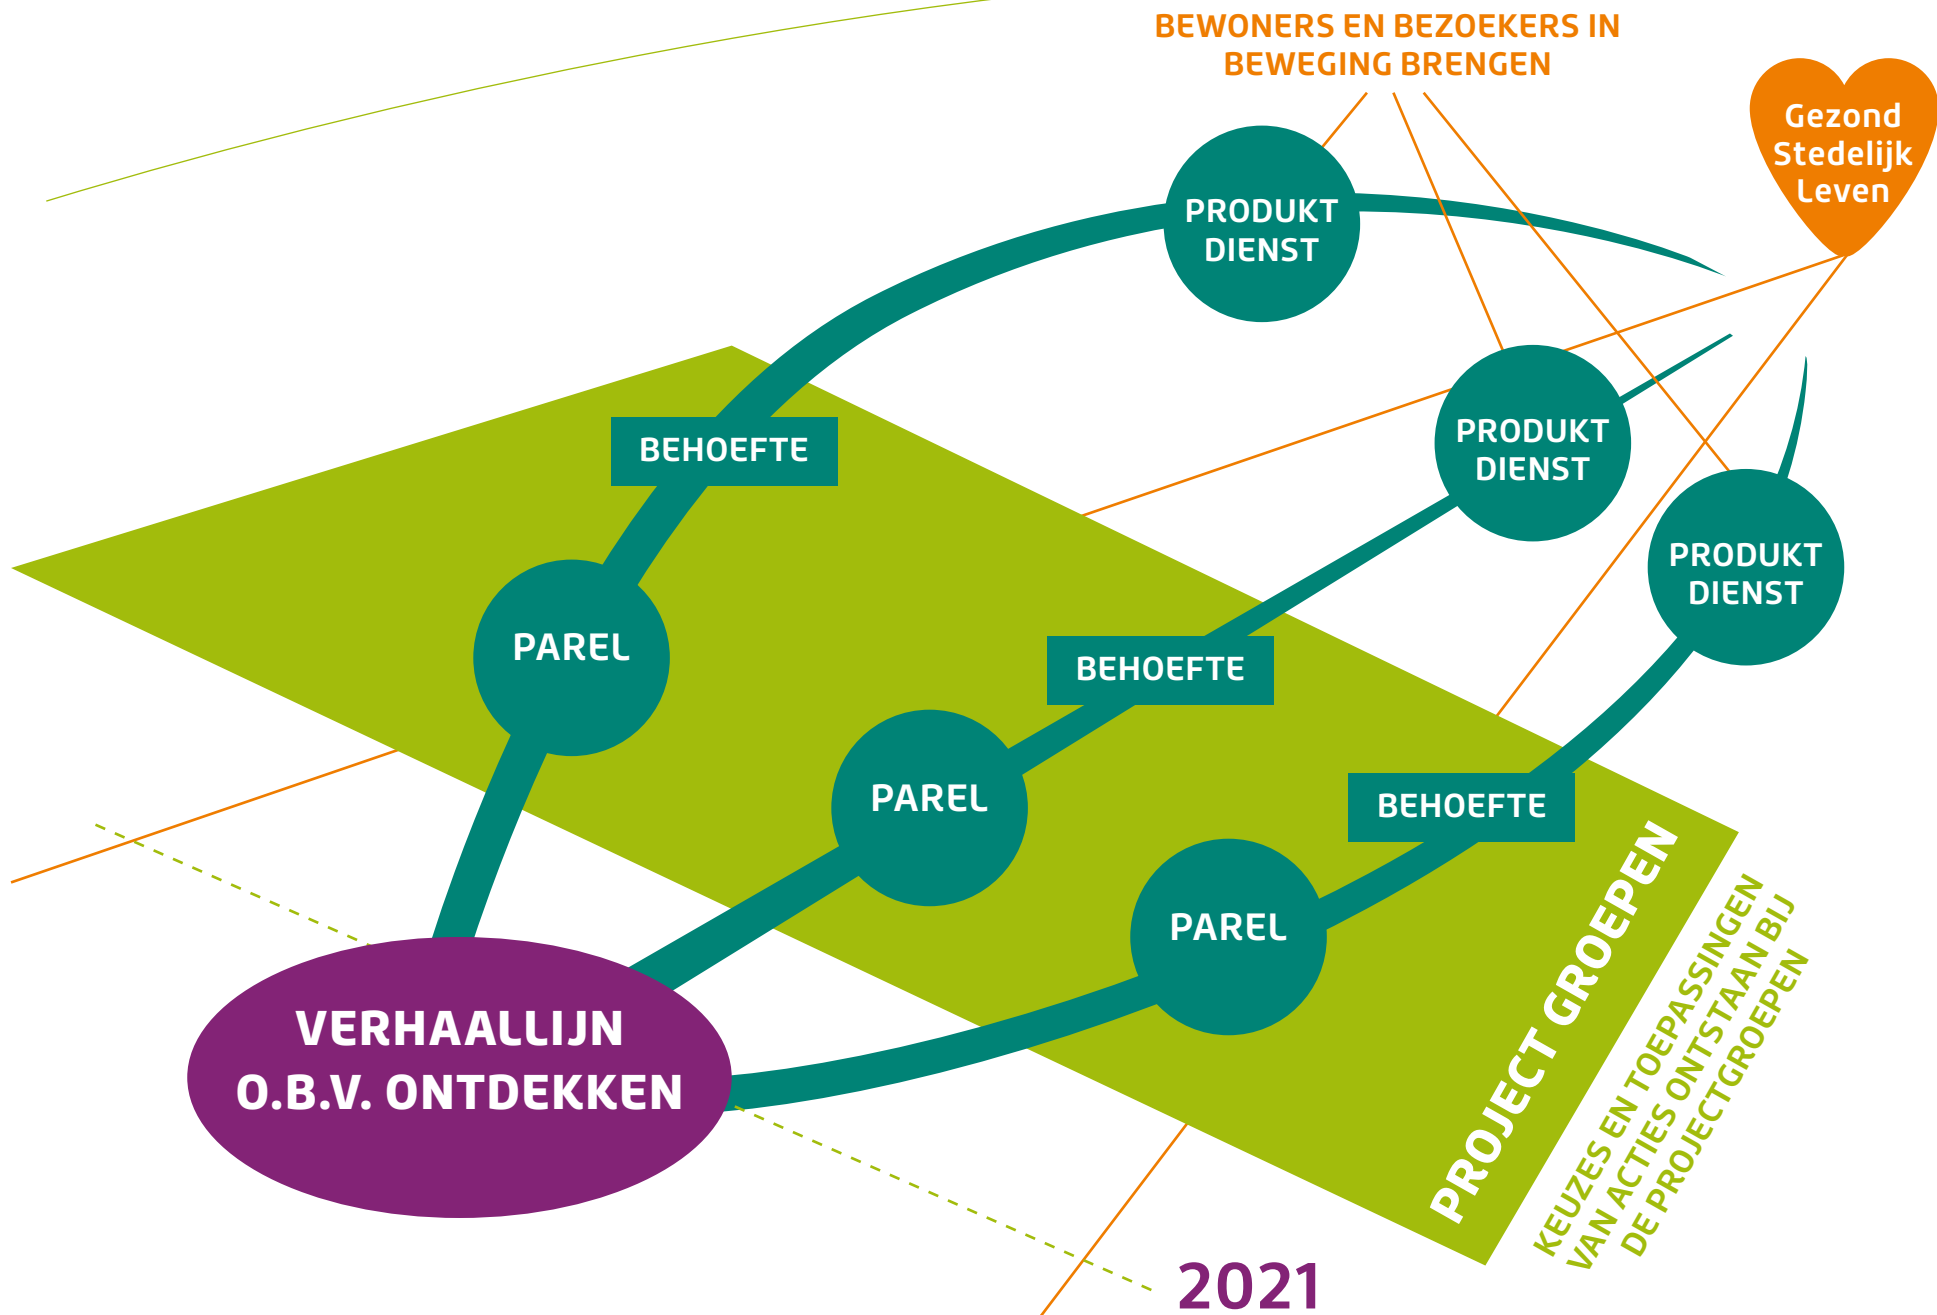 BEWONERS EN BEZOEKERS IN
BEWEGING BRENGEN
Gezond
Stedelijk
Leven
PRODUKT
DIENST
PRODUKT
DIENST
PRODUKT
DIENST
BEHOEFTE
BEHOEFTE
BEHOEFTE
PAREL
PAREL
PAREL
PROJECT GROEPEN
KEUZES EN TOEPASSINGEN
VAN ACTIES ONTSTAAN BIJ
DE PROJECTGROEPEN
VERHAALLIJN
O.B.V. ONTDEKKEN
2021